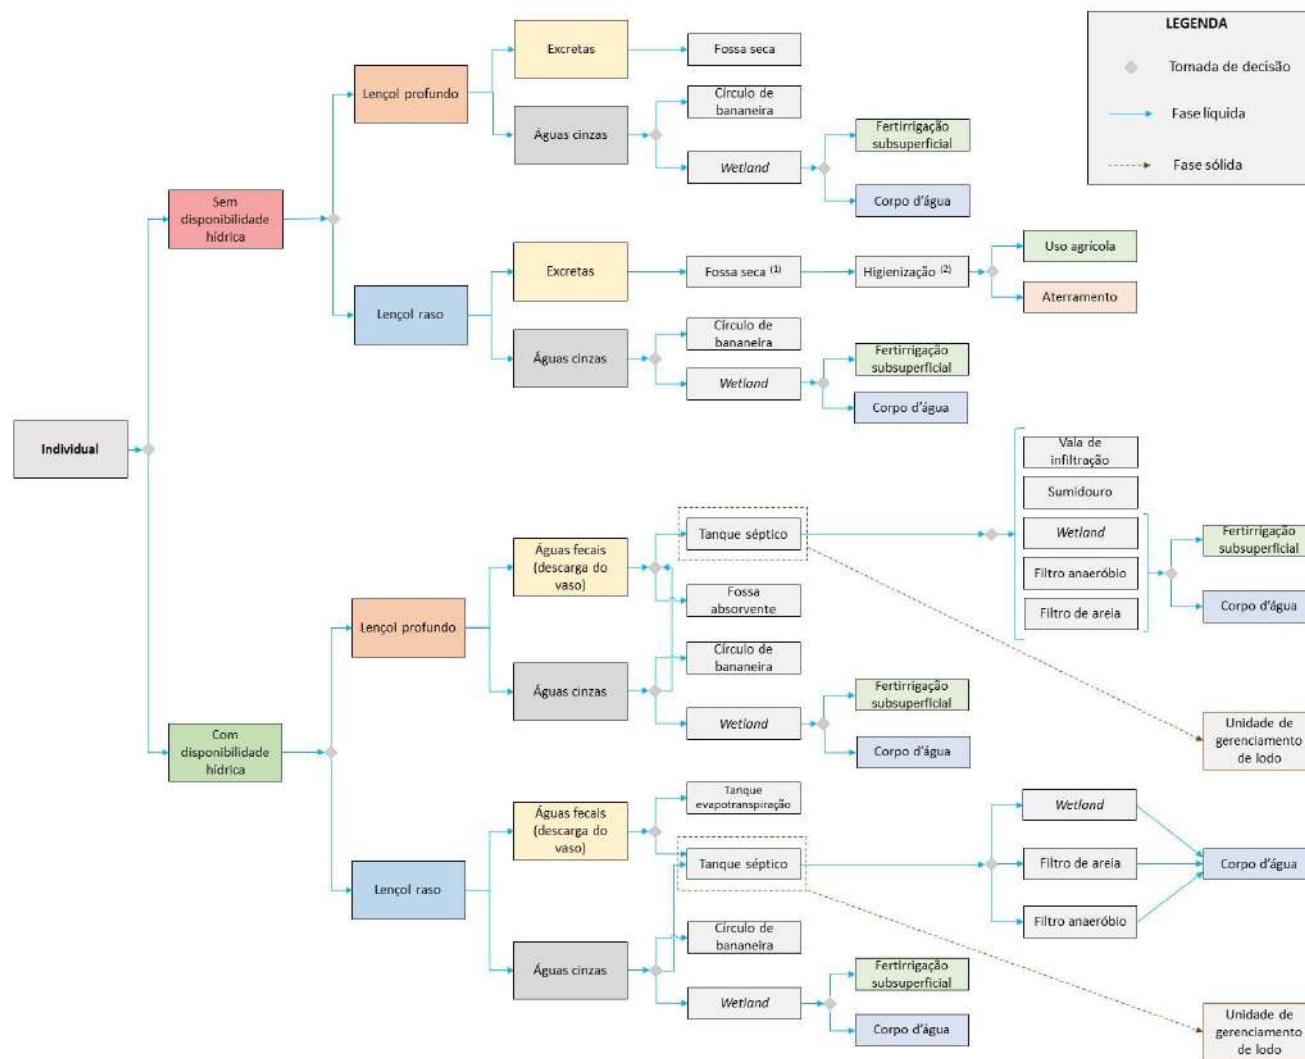 LEGENDA
Tomada de decisão
Fase líquida
Fase sólida
Individual
Sem
disponibilidade
hídrica
Lençol profundo
Excretas
Fossa seca
Águas cinzas
Círculo de
bananeira
Wetland
Fertirrigação
subsuperficial
Corpo d'água
Lençol raso
Excretas
Fossa seca (1)
Higienização (2)
Uso agrícola
Aterramento
Águas cinzas
Círculo de
bananeira
Wetland
Fertirrigação
subsuperficial
Corpo d'água
Com
disponibilidade
hídrica
Lençol profundo
Águas fecais
(descarga do
vaso)
Tanque séptico
Fossa
absorvente
Vala de
infiltração
Sumidouro
Wetland
Filtro anaeróbio
Filtro de areia
Fertirrigação
subsuperficial
Corpo d'água
Águas cinzas
Círculo de
bananeira
Wetland
Fertirrigação
subsuperficial
Corpo d'água
Unidade de
gerenciamento
de lodo
Lençol raso
Águas fecais
(descarga do
vaso)
Tanque
evapotranspiração
Tanque séptico
Wetland
Filtro de areia
Filtro anaeróbio
Corpo d'água
Águas cinzas
Círculo de
bananeira
Wetland
Fertirrigação
subsuperficial
Corpo d'água
Unidade de
gerenciamento
de lodo